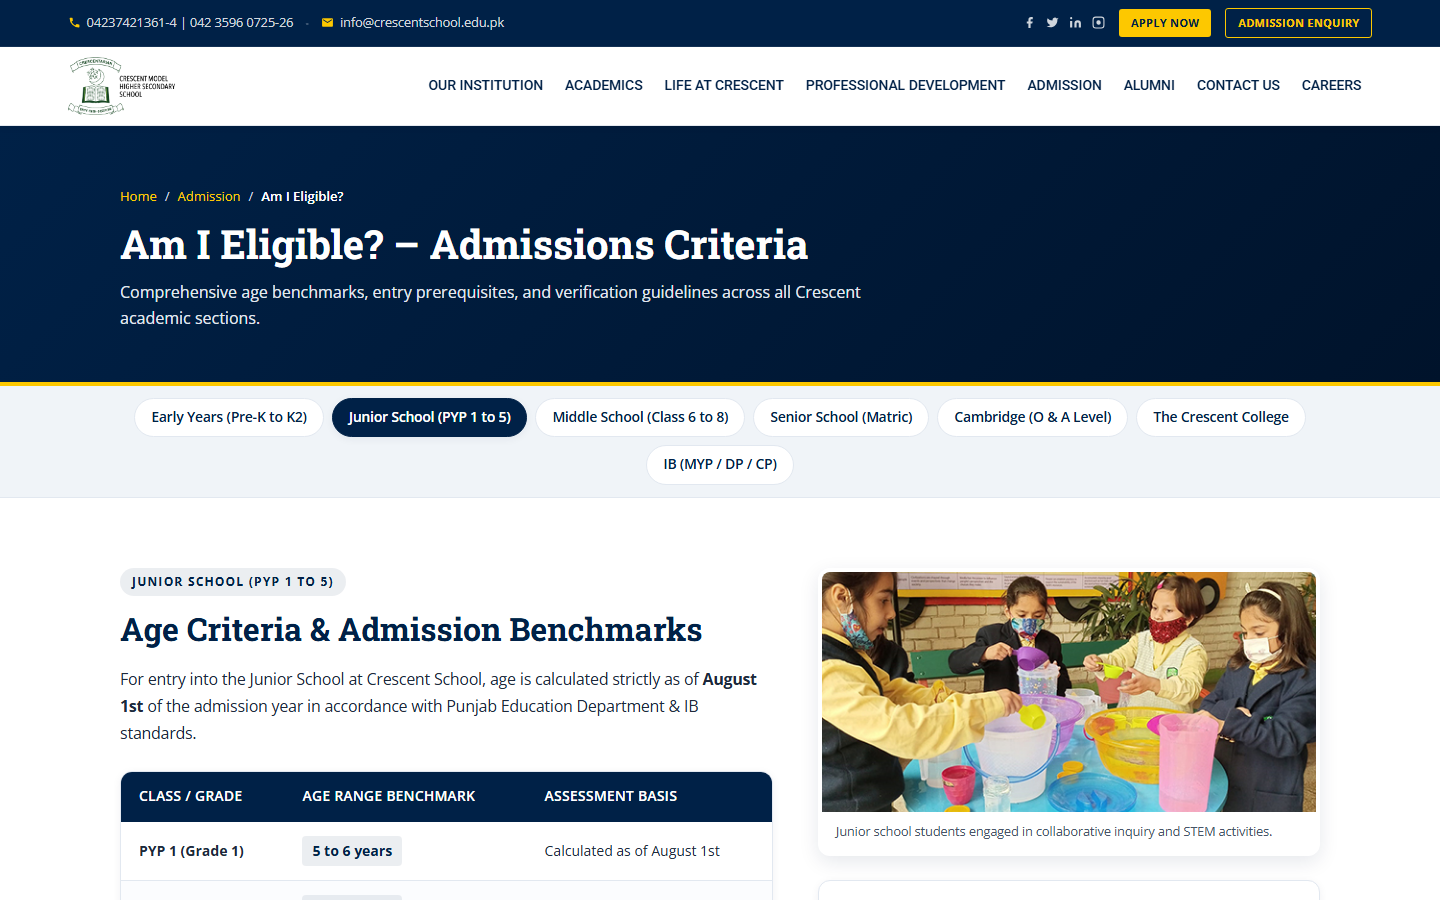 04237421361-4 | 042 3596 0725-26 · info@crescentschool.edu.pk
APPLY NOW
ADMISSION ENQUIRY
CRESCENT MODEL
HIGHER SECONDARY
SCHOOL
OUR INSTITUTION ACADEMICS LIFE AT CRESCENT PROFESSIONAL DEVELOPMENT ADMISSION ALUMNI CONTACT US CAREERS
Home / Admission / Am I Eligible?
Am I Eligible? – Admissions Criteria
Comprehensive age benchmarks, entry prerequisites, and verification guidelines across all Crescent
academic sections.
Early Years (Pre-K to K2) Junior School (PYP 1 to 5) Middle School (Class 6 to 8) Senior School (Matric) Cambridge (O & A Level) The Crescent College
IB (MYP / DP / CP)
JUNIOR SCHOOL (PYP 1 TO 5)
Age Criteria & Admission Benchmarks
For entry into the Junior School at Crescent School, age is calculated strictly as of August
1st of the admission year in accordance with Punjab Education Department & IB
standards.
CLASS / GRADE AGE RANGE BENCHMARK ASSESSMENT BASIS
PYP 1 (Grade 1) 5 to 6 years Calculated as of August 1st
Junior school students engaged in collaborative inquiry and STEM activities.